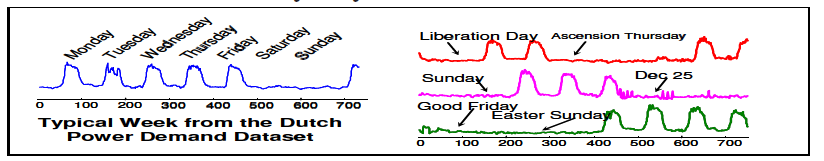 Monday
Tuesday
Wednesday
Thursday
Friday
Saturday
Sunday
0 100 200 300 400 500 600 700
Typical Week from the Dutch
Power Demand Dataset
Liberation Day Ascension Thursday
Sunday Dec 25
Good Friday
Easter Sunday
0 100 200 300 400 500 600 700